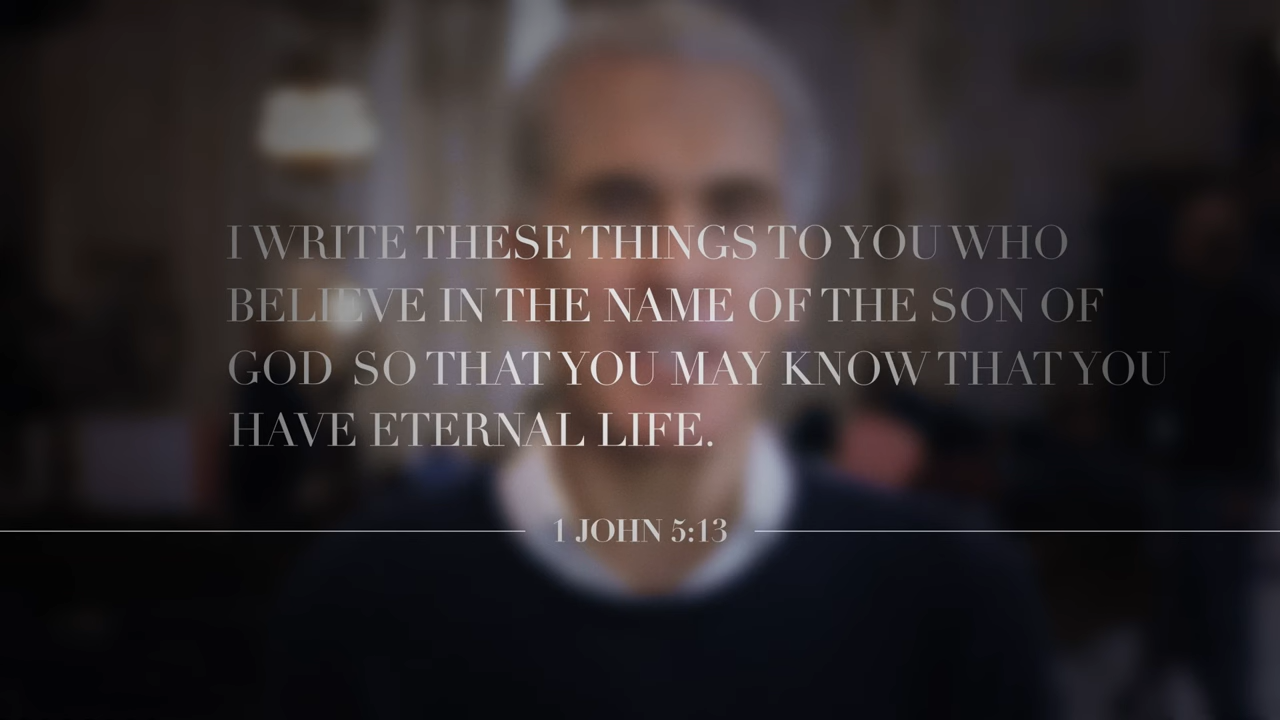 I WRITE THESE THINGS TO YOU WHO
BELIEVE IN THE NAME OF THE SON OF
GOD SO THAT YOU MAY KNOW THAT YOU
HAVE ETERNAL LIFE.
1 JOHN 5:13